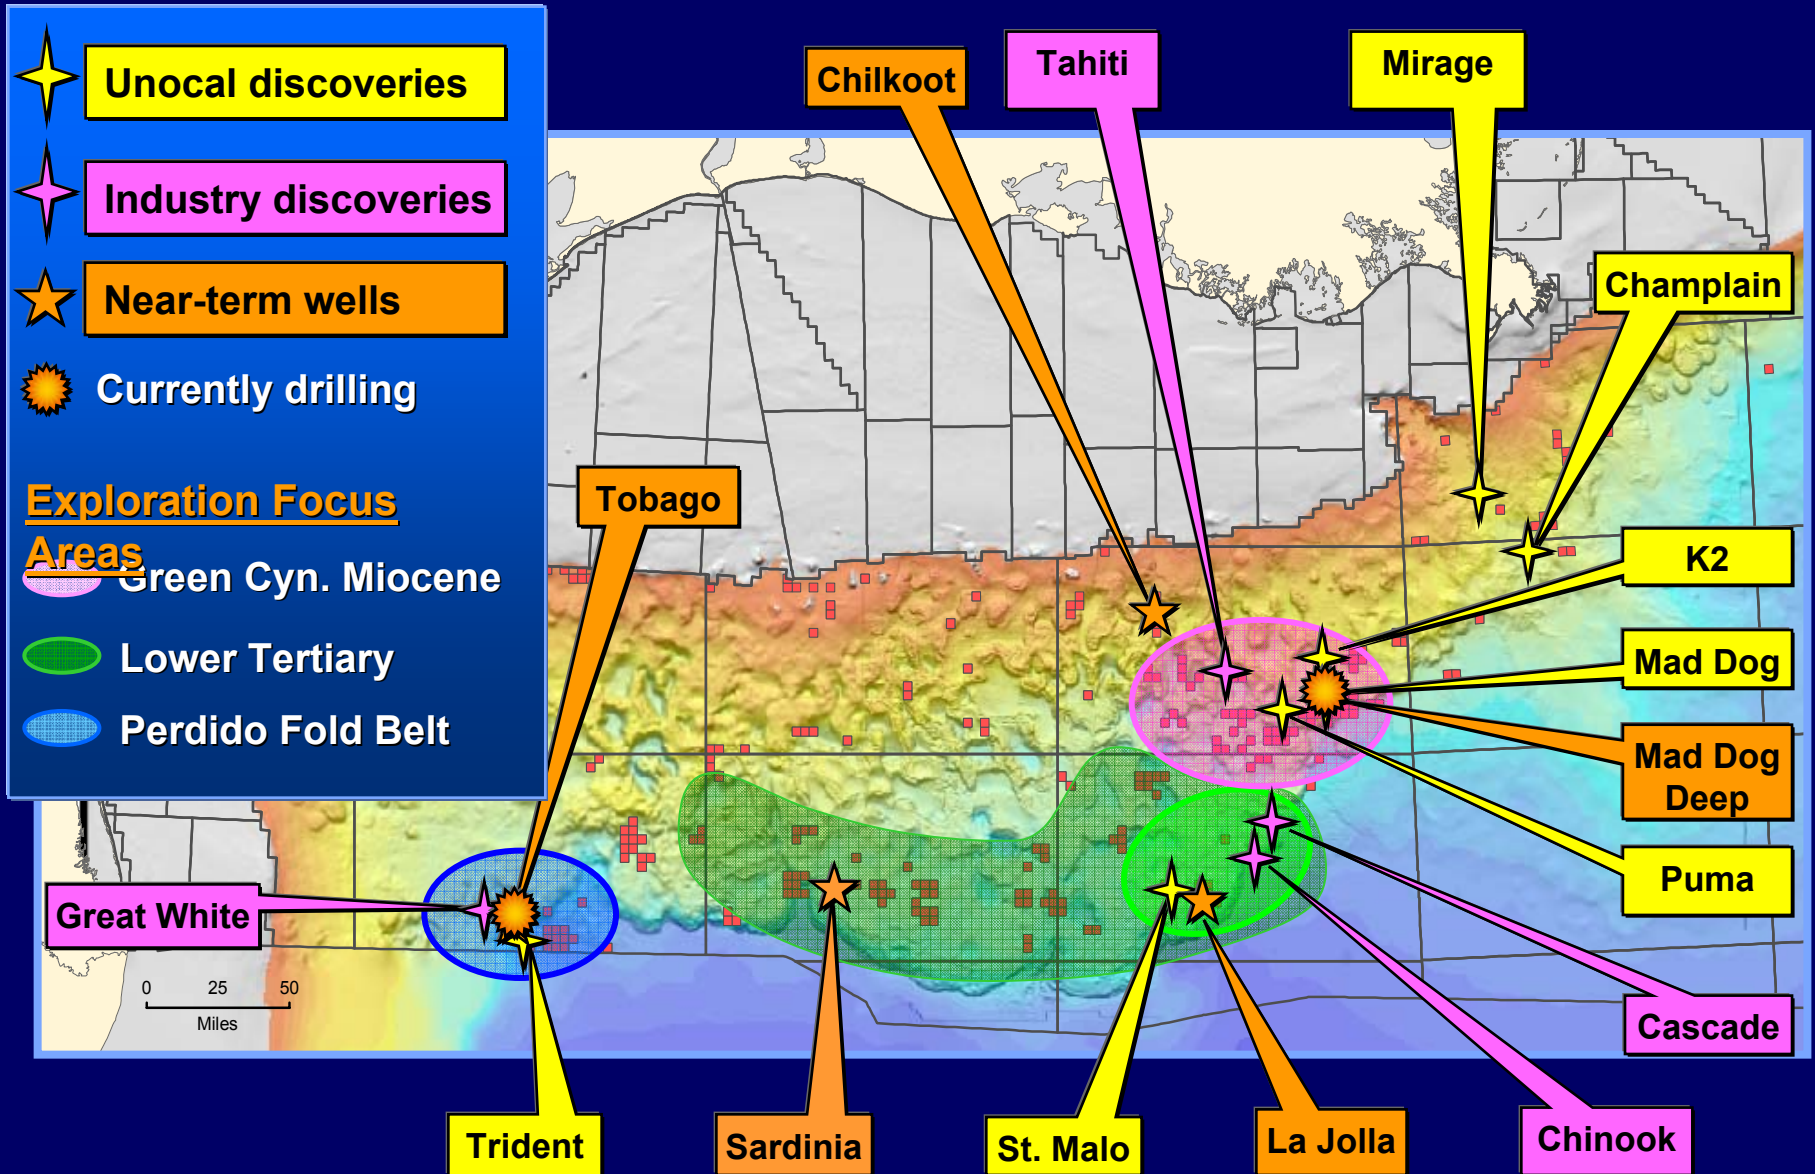 Unocal discoveries
Industry discoveries
Near-term wells
Currently drilling
Exploration Focus
Areas
Green Cyn. Miocene
Lower Tertiary
Perdido Fold Belt
Chilkoot
Tahiti
Mirage
Champlain
Tobago
K2
Mad Dog
Mad Dog
Deep
Puma
Great White
Cascade
0 25 50
Miles
Trident
Sardinia
St. Malo
La Jolla
Chinook